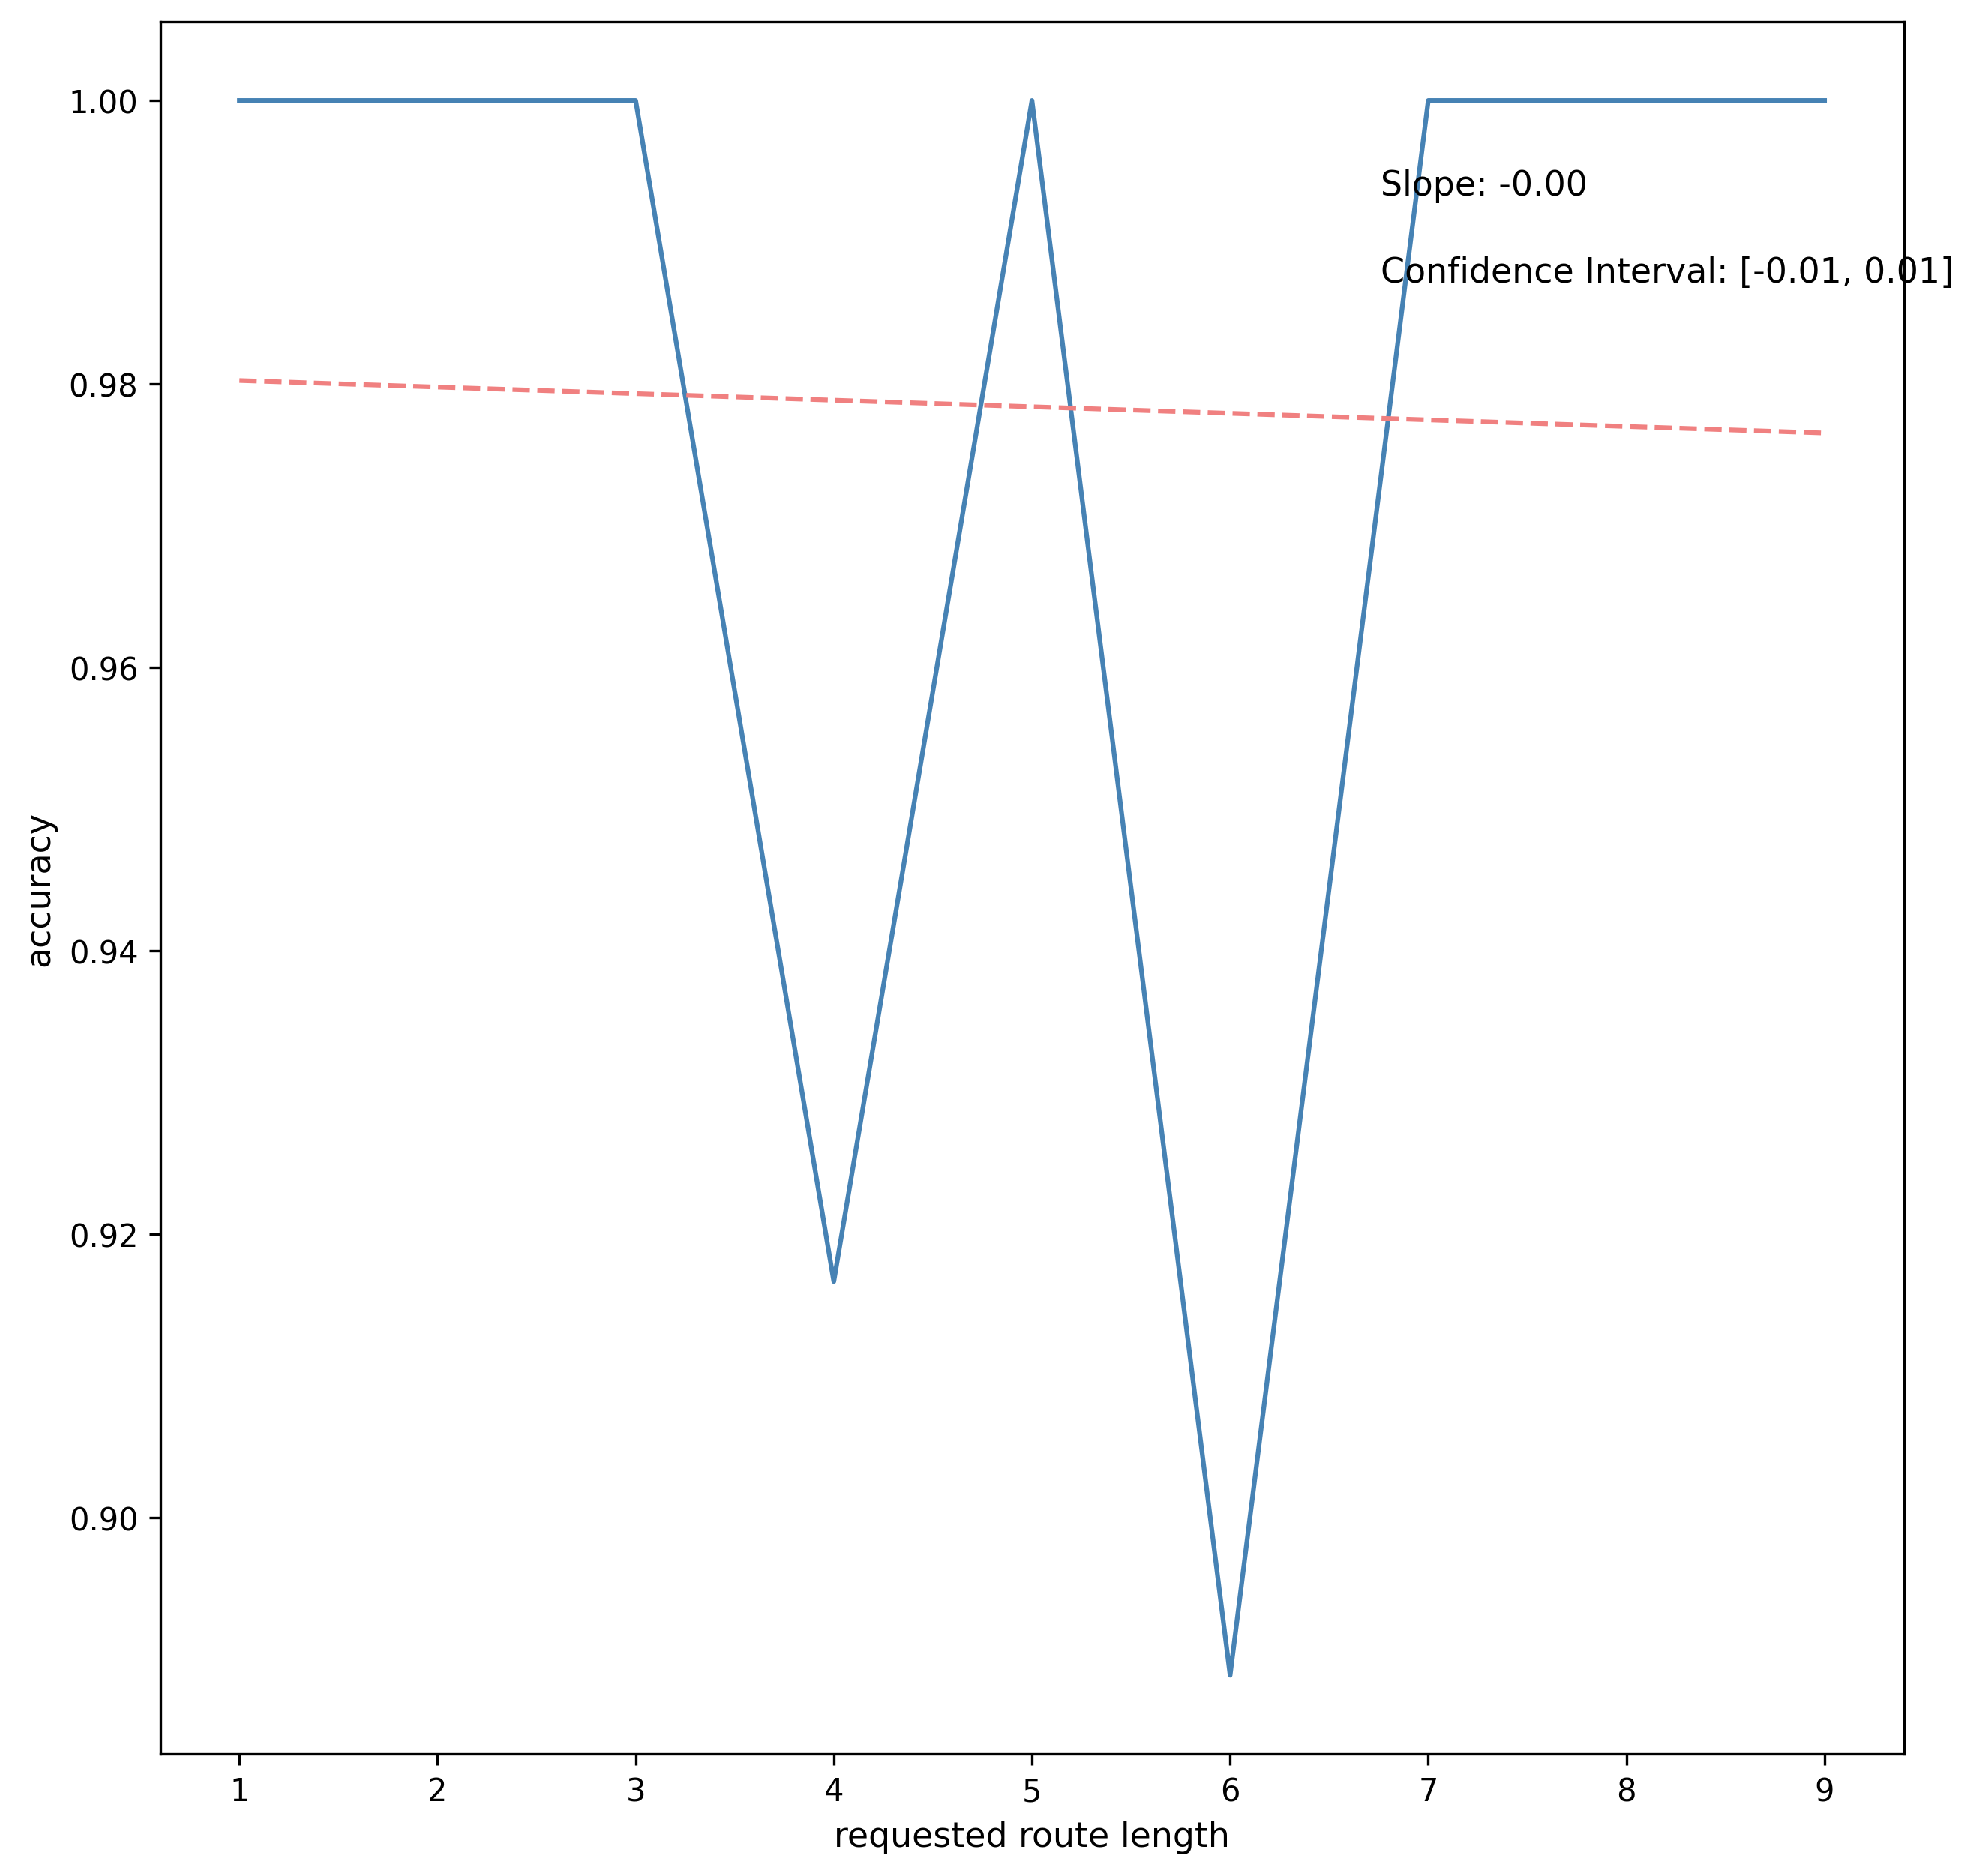 1.00
0.98
0.96
0.94
0.92
0.90
accuracy
Slope: -0.00
Confidence Interval: [-0.01, 0.01]
1 2 3 4 5 6 7 8 9
requested route length